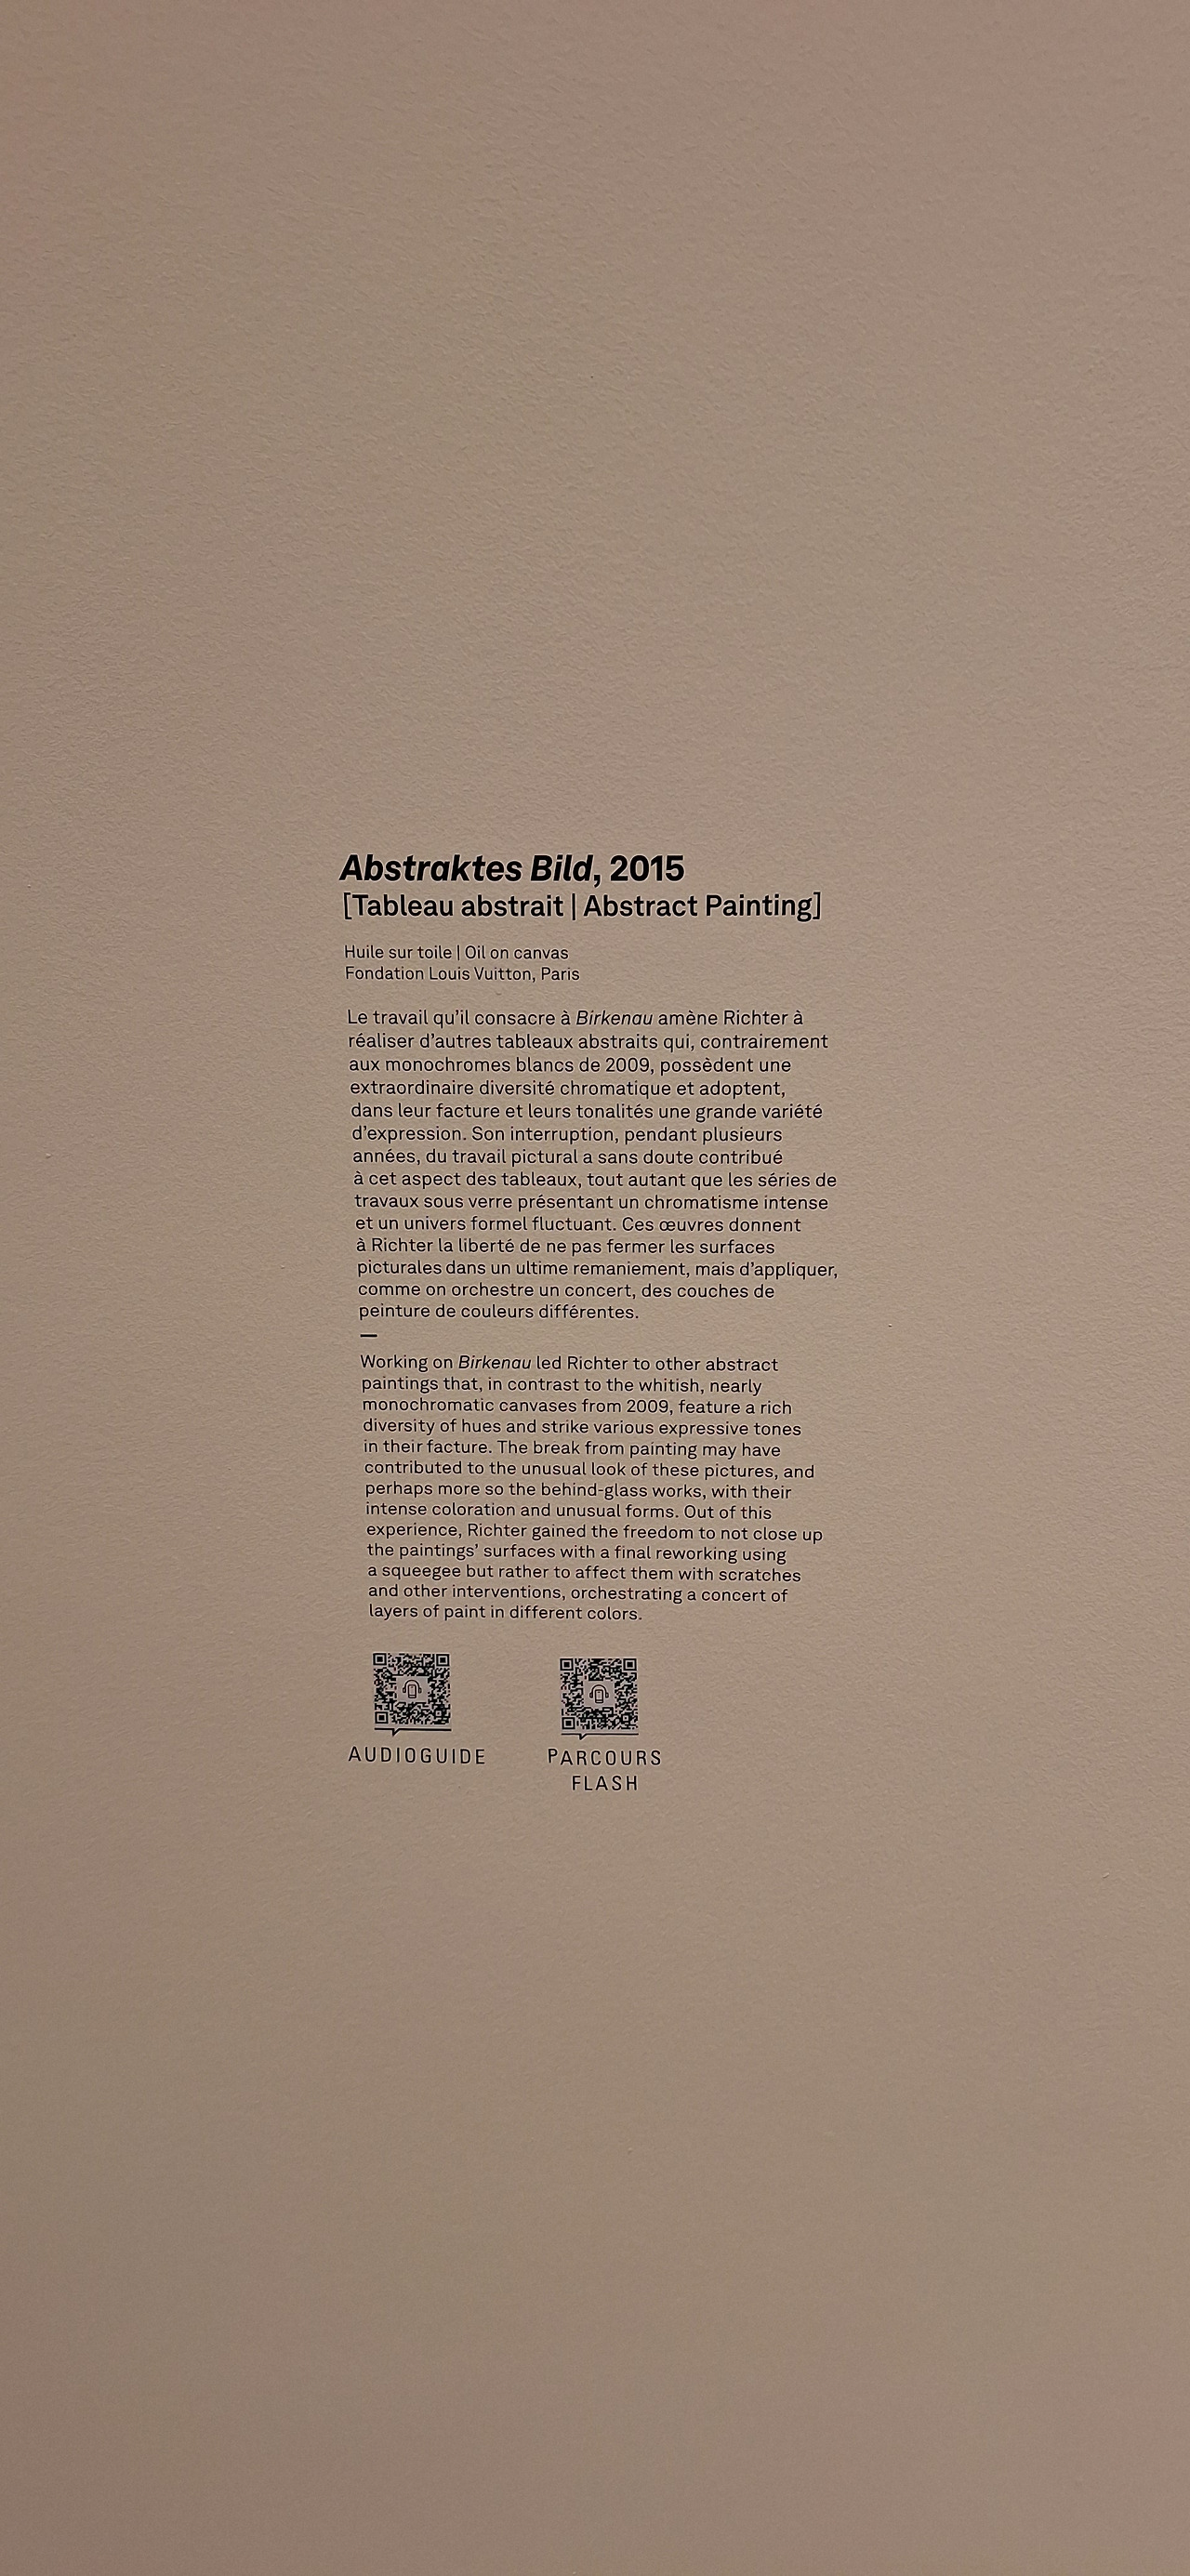 Abstraktes Bild, 2015
[Tableau abstrait | Abstract Painting]
Huile sur toile | Oil on canvas
Fondation Louis Vuitton, Paris
Le travail qu’il consacre à Birkenau amène Richter à
réaliser d’autres tableaux abstraits qui, contrairement
aux monochromes blancs de 2009, possèdent une
extraordinaire diversité chromatique et adoptent,
dans leur facture et leurs tonalités une grande variété
d’expression. Son interruption, pendant plusieurs
années, du travail pictural a sans doute contribué
à cet aspect des tableaux, tout autant que les séries de
travaux sous verre présentant un chromatisme intense
et un univers formel fluctuant. Ces œuvres donnent
à Richter la liberté de ne pas fermer les surfaces
picturales dans un ultime remaniement, mais d’appliquer,
comme on orchestre un concert, des couches de
peinture de couleurs différentes.
—
Working on Birkenau led Richter to other abstract
paintings that, in contrast to the whitish, nearly
monochromatic canvases from 2009, feature a rich
diversity of hues and strike various expressive tones
in their facture. The break from painting may have
contributed to the unusual look of these pictures, and
perhaps more so the behind-glass works, with their
intense coloration and unusual forms. Out of this
experience, Richter gained the freedom to not close up
the paintings’ surfaces with a final reworking using
a squeegee but rather to affect them with scratches
and other interventions, orchestrating a concert of
layers of paint in different colors.
AUDIOGUIDE
PARCOURS
FLASH